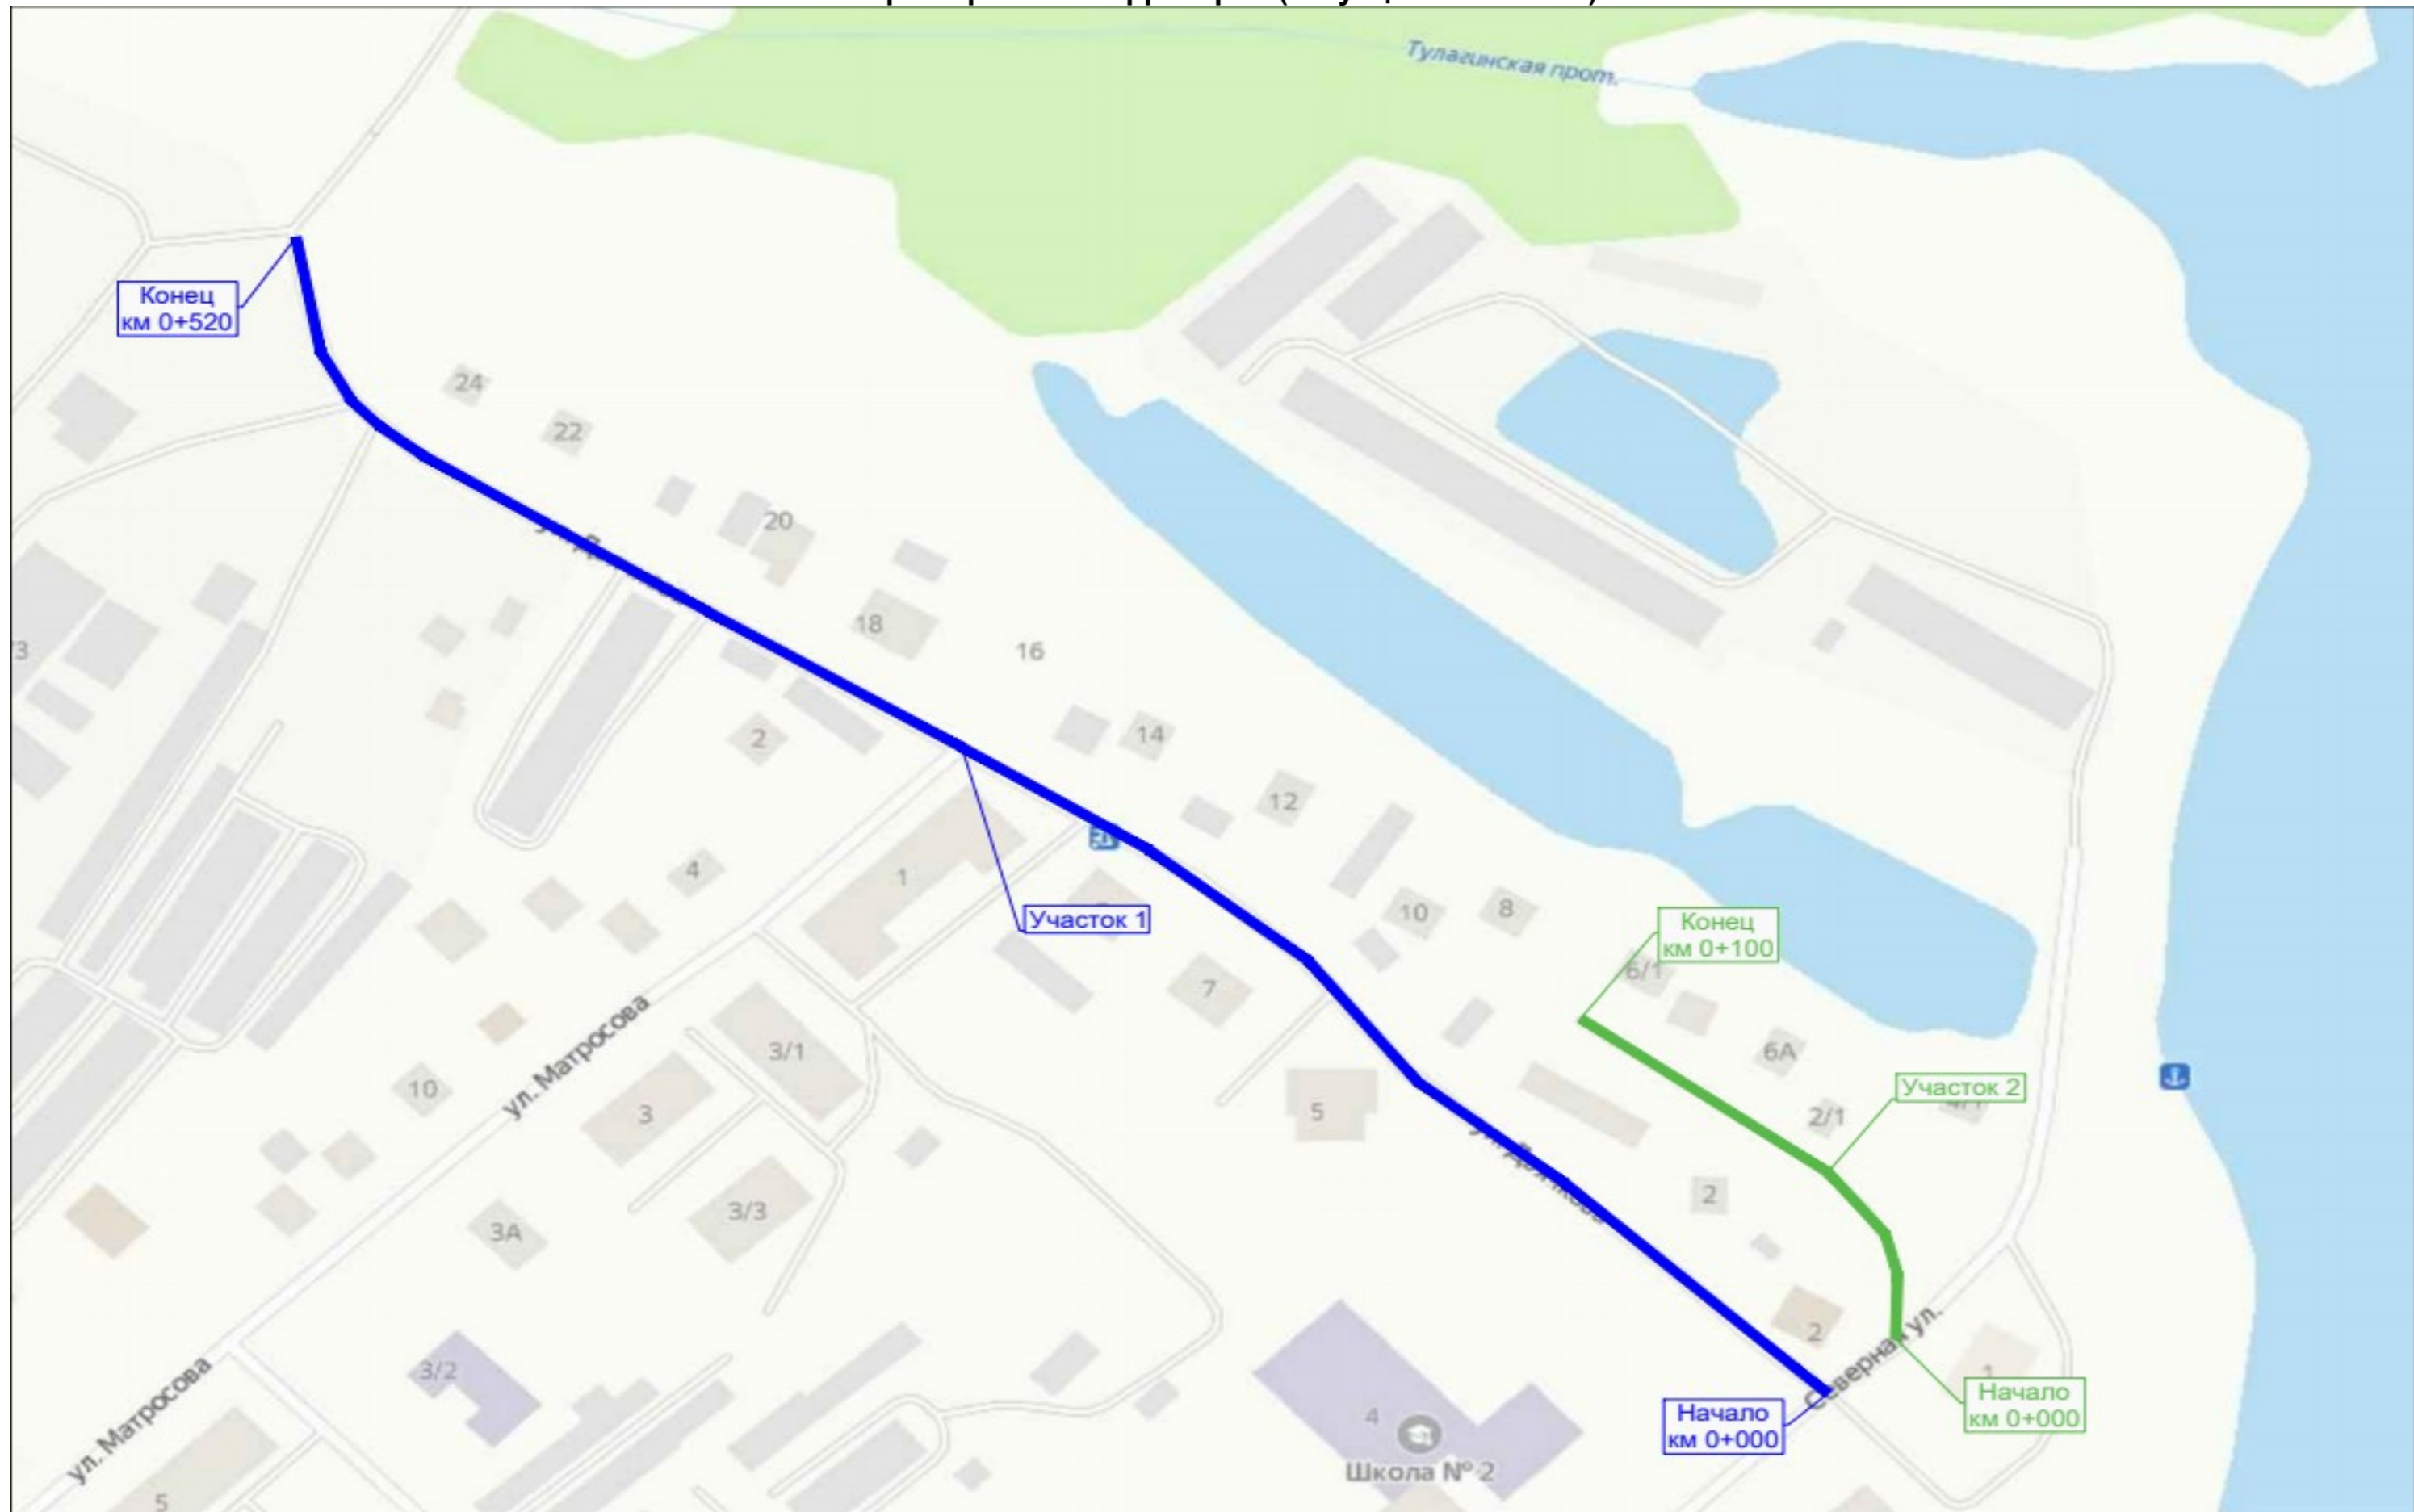 Тулагинская прот.
Конец
км 0+520
24
22
20
18
16
14
2
12
1
4
Участок 1
10
8
Конец
км 0+100
6/1
7
6А
3/1
ул. Матросова
10
3
5
2/1
Участок 2
2
3/3
3А
2
Северная ул.
1
3/2
ул. Матросова
Начало
км 0+000
Начало
км 0+000
4
Школа № 2
5